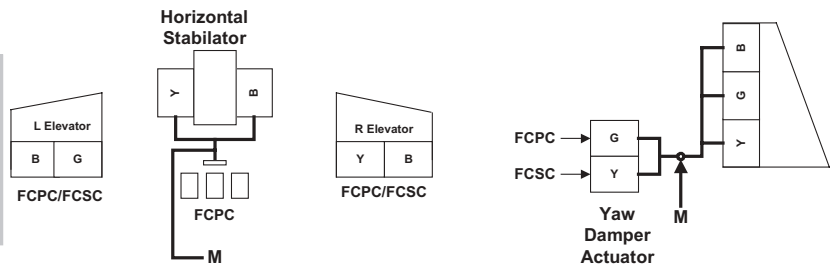 Horizontal
Stabilator
Y
B
L Elevator
B G
FCPC/FCSC
FCPC
M
R Elevator
Y B
FCPC/FCSC
FCPC
FCSC
G
Y
Yaw
Damper
Actuator
M
B
G
Y